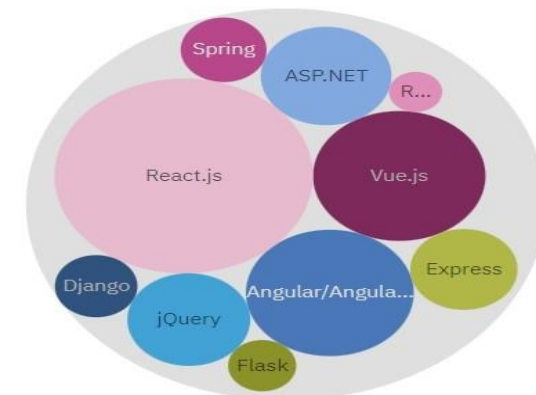 Spring
ASP.NET
R...
React.js
Vue.js
Express
Django
Angular/Angula...
jQuery
Flask